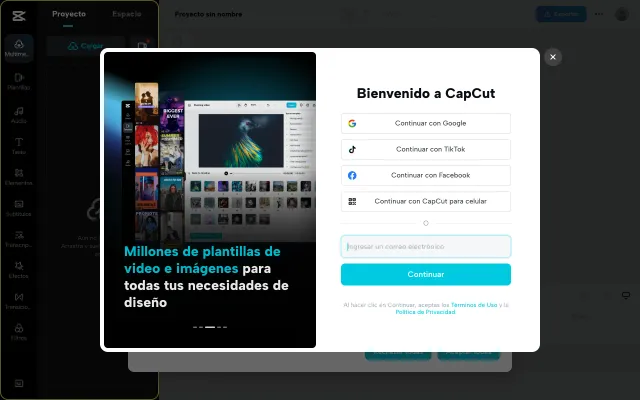 Proyecto
Espacio
Proyecto sin nombre
Exportar
Cargar
Plantillas
Audio
Texto
Elementos
Subtítulos
Efectos
Filtros
BIGGEST
EVER
Millones de plantillas de
video e imágenes para
todas tus necesidades de
diseño
Bienvenido a CapCut
Continuar con Google
Continuar con TikTok
Continuar con Facebook
Continuar con CapCut para celular
O
Ingresar un correo electrónico
Continuar
Al hacer clic en Continuar, aceptas los Términos de Uso y la
Política de Privacidad.